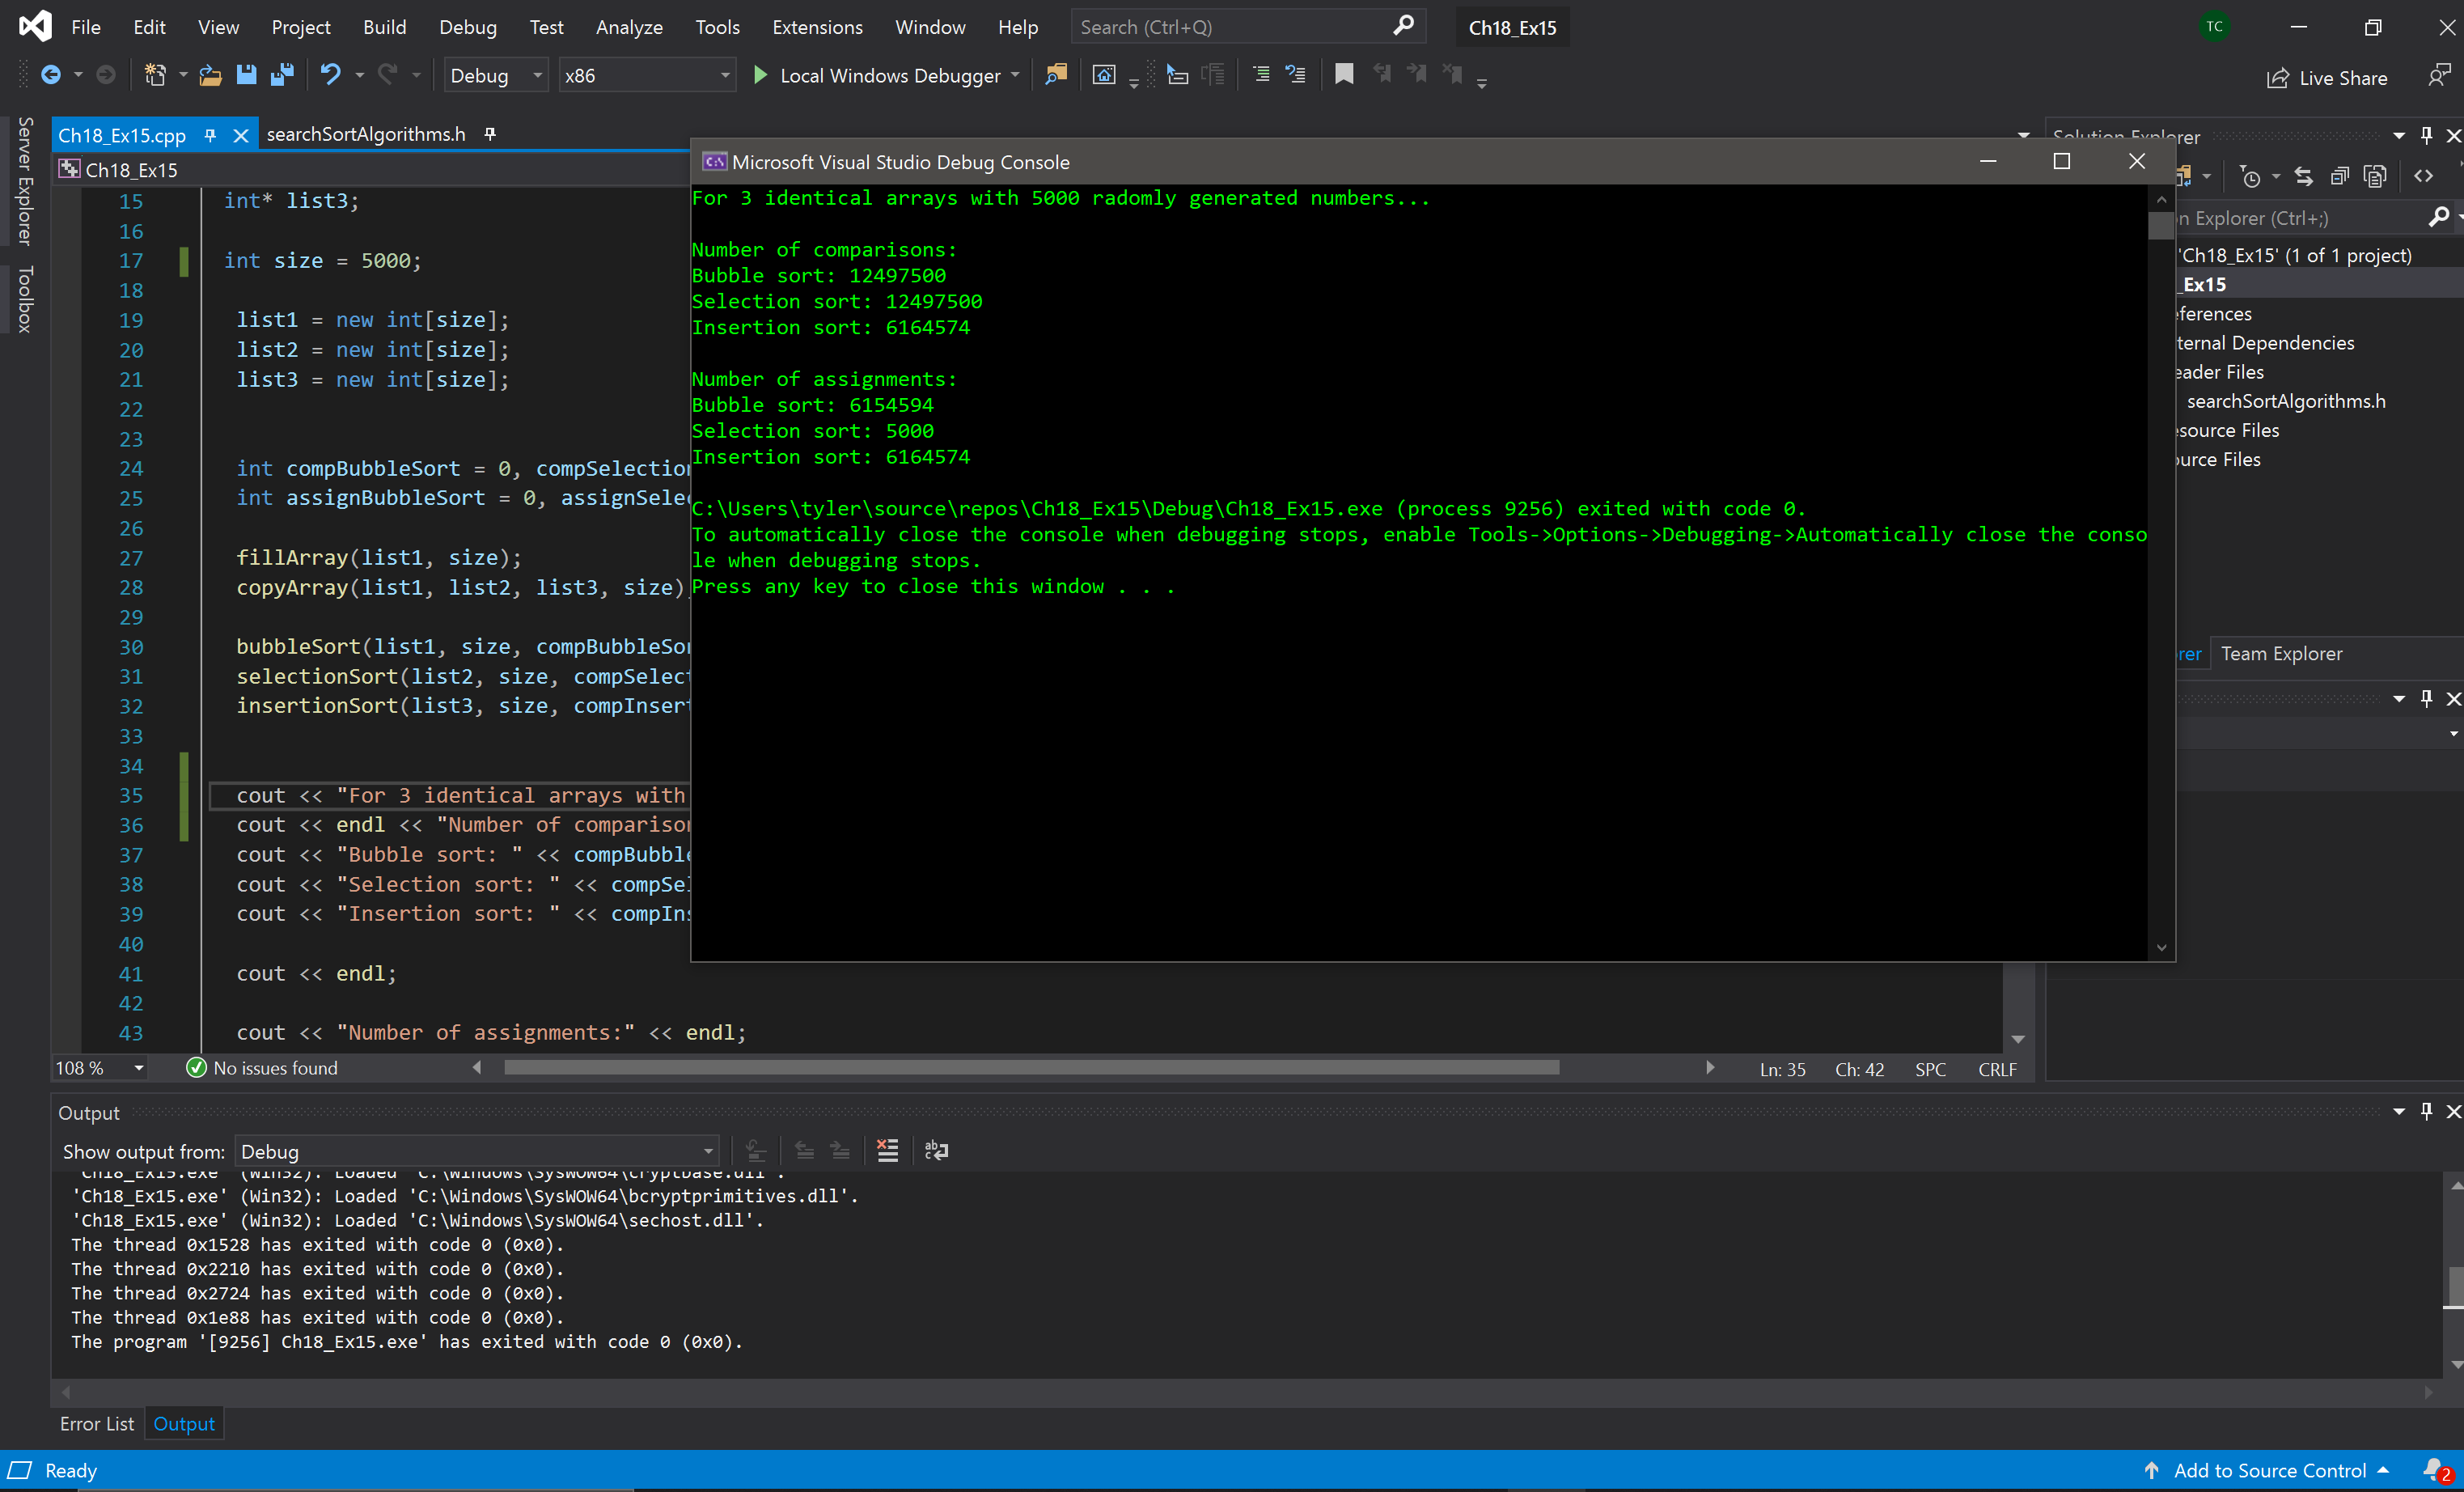 File Edit View Project Build Debug Test Analyze Tools Extensions Window Help Search (Ctrl+Q) Ch18_Ex15 TC
Debug x86 Local Windows Debugger Live Share
Server Explorer
Toolbox
Ch18_Ex15.cpp searchSortAlgorithms.h
Ch18_Ex15
15 int* list3;
16
17 int size = 5000;
18
19 list1 = new int[size];
20 list2 = new int[size];
21 list3 = new int[size];
22
23
24 int compBubbleSort = 0, compSelection
25 int assignBubbleSort = 0, assignSele
26
27 fillArray(list1, size);
28 copyArray(list1, list2, list3, size)
29
30 bubbleSort(list1, size, compBubbleSo
31 selectionSort(list2, size, compSelec
32 insertionSort(list3, size, compInser
33
34
35 cout << "For 3 identical arrays with
36 cout << endl << "Number of compariso
37 cout << "Bubble sort: " << compBubbl
38 cout << "Selection sort: " << compSe
39 cout << "Insertion sort: " << compIn
40
41 cout << endl;
42
43 cout << "Number of assignments:" << endl;
108 % No issues found Ln: 35 Ch: 42 SPC CRLF
Microsoft Visual Studio Debug Console
For 3 identical arrays with 5000 radomly generated numbers...
Number of comparisons:
Bubble sort: 12497500
Selection sort: 12497500
Insertion sort: 6164574
Number of assignments:
Bubble sort: 6154594
Selection sort: 5000
Insertion sort: 6164574
C:\Users\tyler\source\repos\Ch18_Ex15\Debug\Ch18_Ex15.exe (process 9256) exited with code 0.
To automatically close the console when debugging stops, enable Tools->Options->Debugging->Automatically close the conso
le when debugging stops.
Press any key to close this window . . .
Solution Explorer
n Explorer (Ctrl+;)
'Ch18_Ex15' (1 of 1 project)
_Ex15
eferences
ternal Dependencies
eader Files
searchSortAlgorithms.h
source Files
urce Files
rer Team Explorer
Output
Show output from: Debug
'Ch18_Ex15.exe' (Win32): Loaded 'C:\Windows\SysWOW64\cryptbase.dll'.
'Ch18_Ex15.exe' (Win32): Loaded 'C:\Windows\SysWOW64\bcryptprimitives.dll'.
'Ch18_Ex15.exe' (Win32): Loaded 'C:\Windows\SysWOW64\sechost.dll'.
The thread 0x1528 has exited with code 0 (0x0).
The thread 0x2210 has exited with code 0 (0x0).
The thread 0x2724 has exited with code 0 (0x0).
The thread 0x1e88 has exited with code 0 (0x0).
The program '[9256] Ch18_Ex15.exe' has exited with code 0 (0x0).
Error List Output
Ready Add to Source Control 2